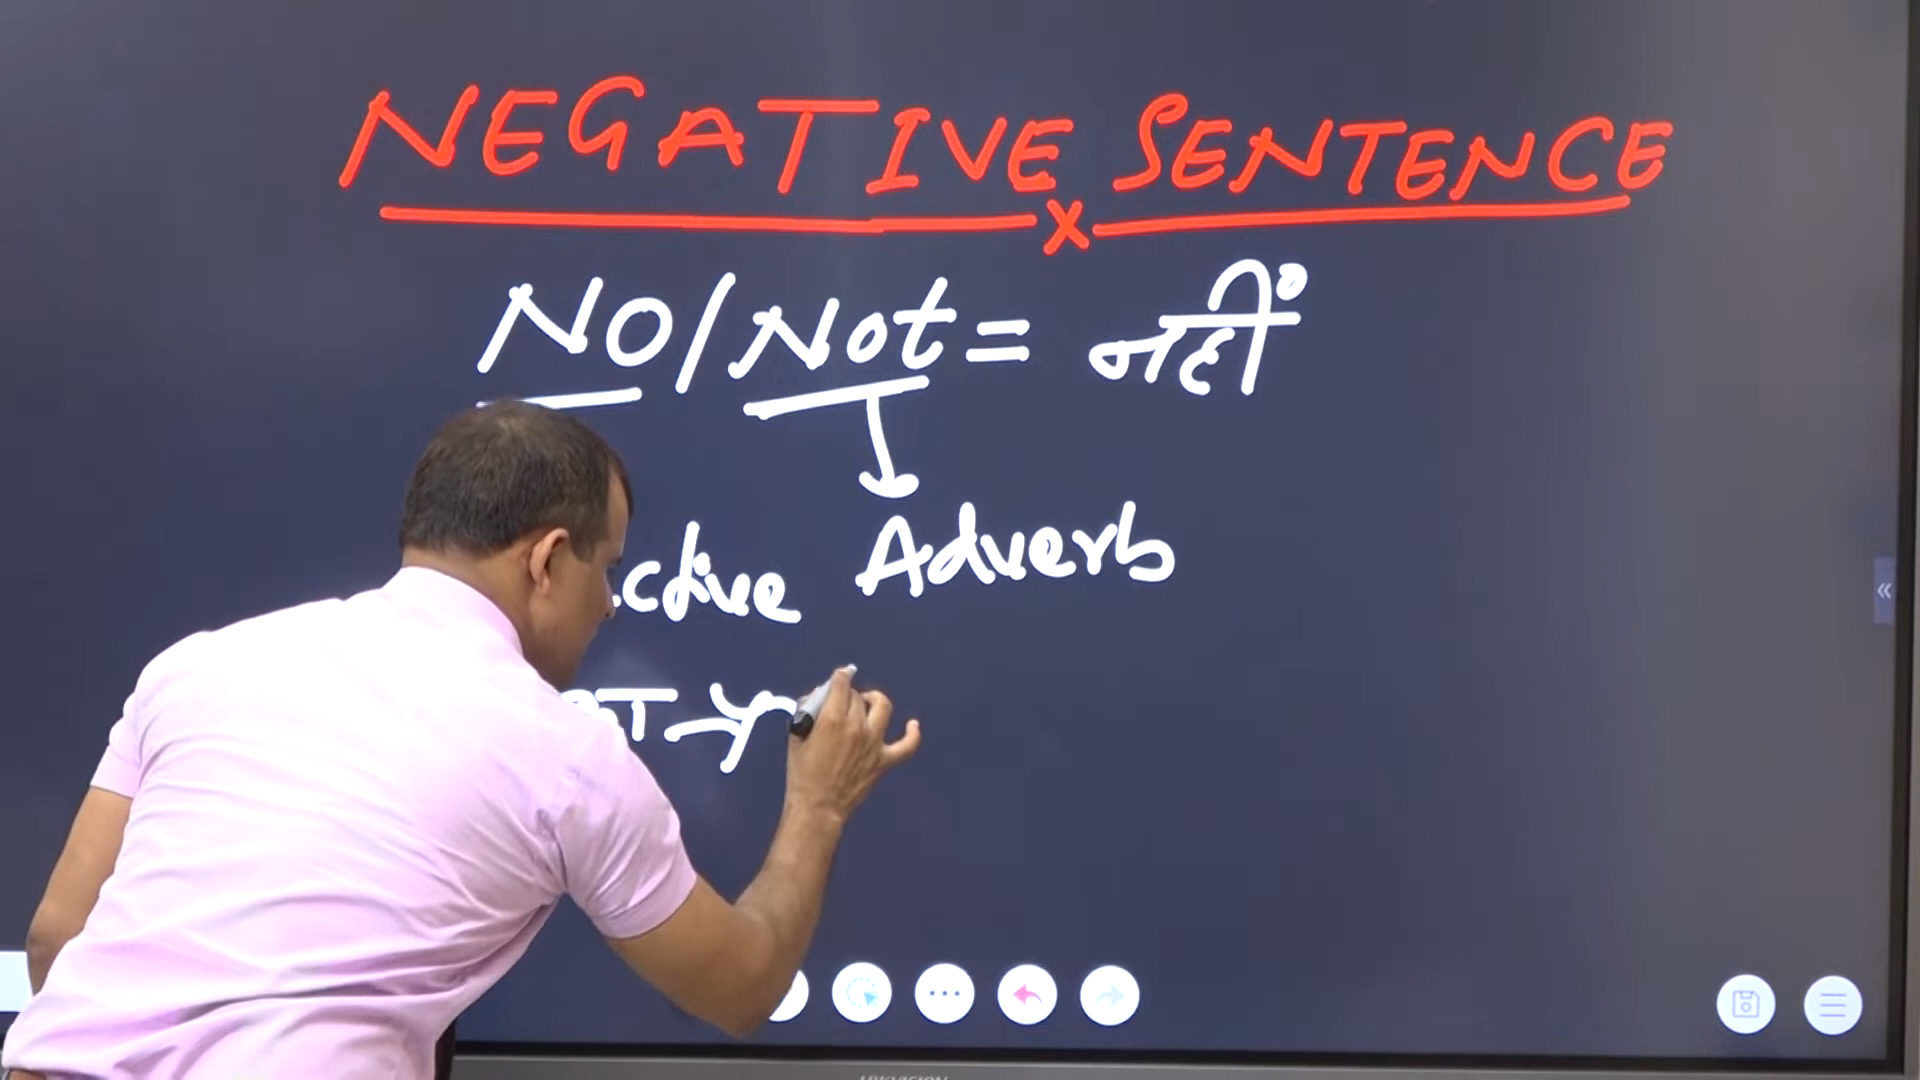 NEGATIVE SENTENCE
NO/Not = नहीं
Adverb